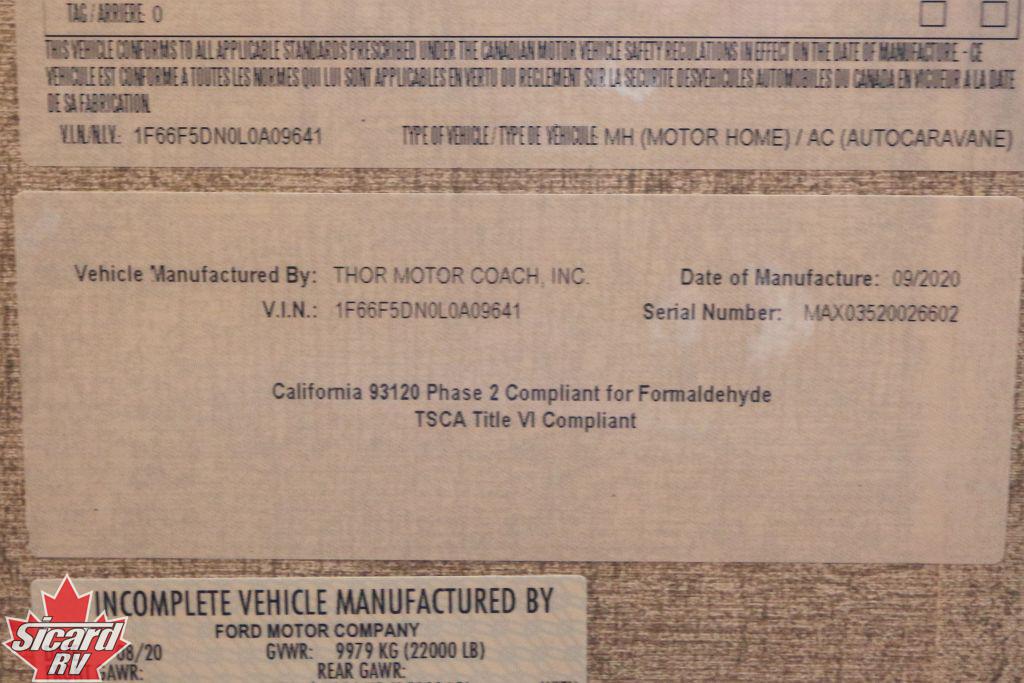 TAG / ARRIERE: 0
THIS VEHICLE CONFORMS TO ALL APPLICABLE STANDARDS PRESCRIBED UNDER THE CANADIAN MOTOR VEHICLE SAFETY REGULATIONS IN EFFECT ON THE DATE OF MANUFACTURE - CE
VEHICULE EST CONFORME A TOUTES LES NORMES QUI LUI SONT APPLICABLES EN VERTU DU REGLEMENT SUR LA SECURITE DESVEHICULES AUTOMOBILES DU CANADA EN VIGUEUR A LA DATE
DE SA FABRICATION.
V.I.N./N.I.V.: 1F66F5DN0L0A09641 TYPE OF VEHICLE / TYPE DE VÉHICULE: MH (MOTOR HOME) / AC (AUTOCARAVANE)
Vehicle Manufactured By: THOR MOTOR COACH, INC. Date of Manufacture: 09/2020
V.I.N.: 1F66F5DN0L0A09641 Serial Number: MAX03520026602
California 93120 Phase 2 Compliant for Formaldehyde
TSCA Title VI Compliant
INCOMPLETE VEHICLE MANUFACTURED BY
FORD MOTOR COMPANY
08/20 GVWR: 9979 KG (22000 LB)
GAWR: REAR GAWR:
Sicard
RV